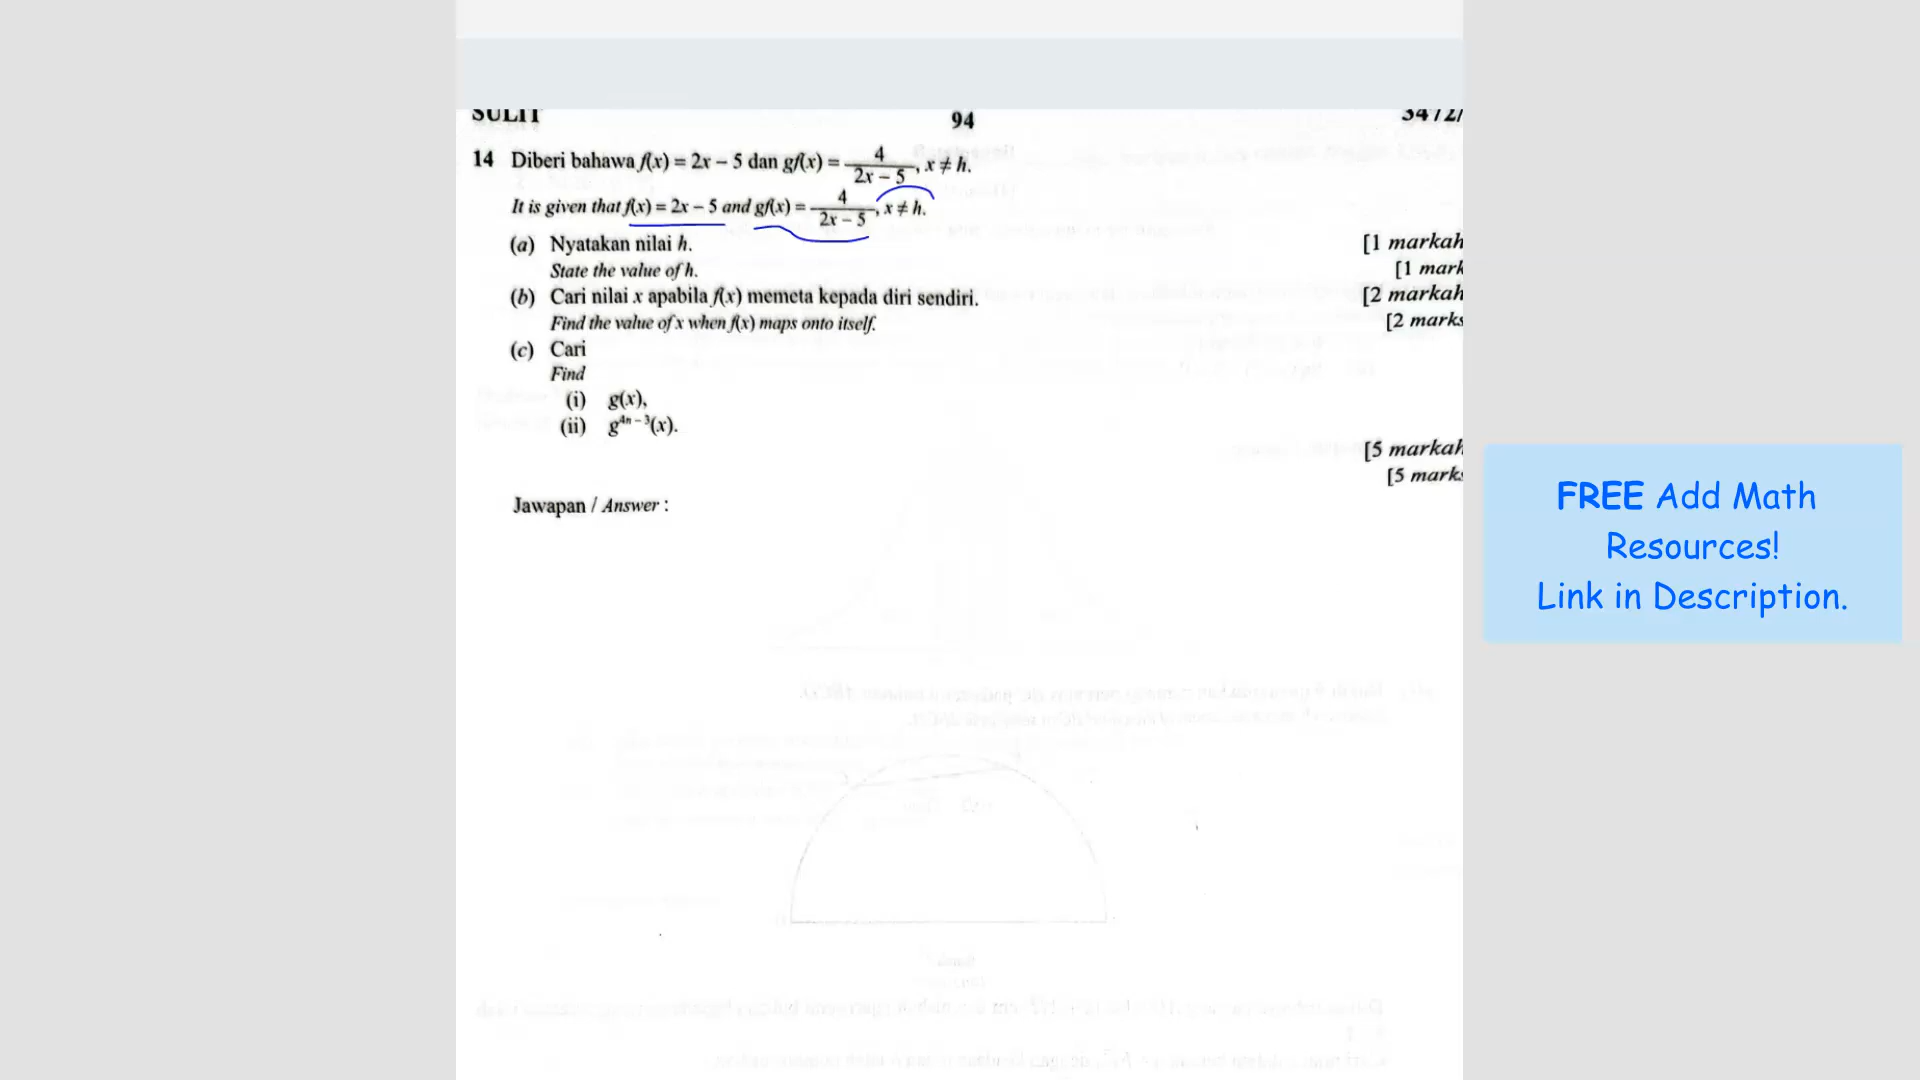 SULIT 94 3472/
14 Diberi bahawa f(x) = 2x – 5 dan gf(x) = 4/(2x – 5), x ≠ h.
It is given that f(x) = 2x – 5 and gf(x) = 4/(2x – 5), x ≠ h.
(a) Nyatakan nilai h. [1 markah
State the value of h. [1 mark
(b) Cari nilai x apabila f(x) memeta kepada diri sendiri. [2 markah
Find the value of x when f(x) maps onto itself. [2 marks
(c) Cari
Find
(i) g(x),
(ii) g⁴ⁿ⁻³(x).
[5 markah
[5 marks
Jawapan / Answer :
FREE Add Math
Resources!
Link in Description.